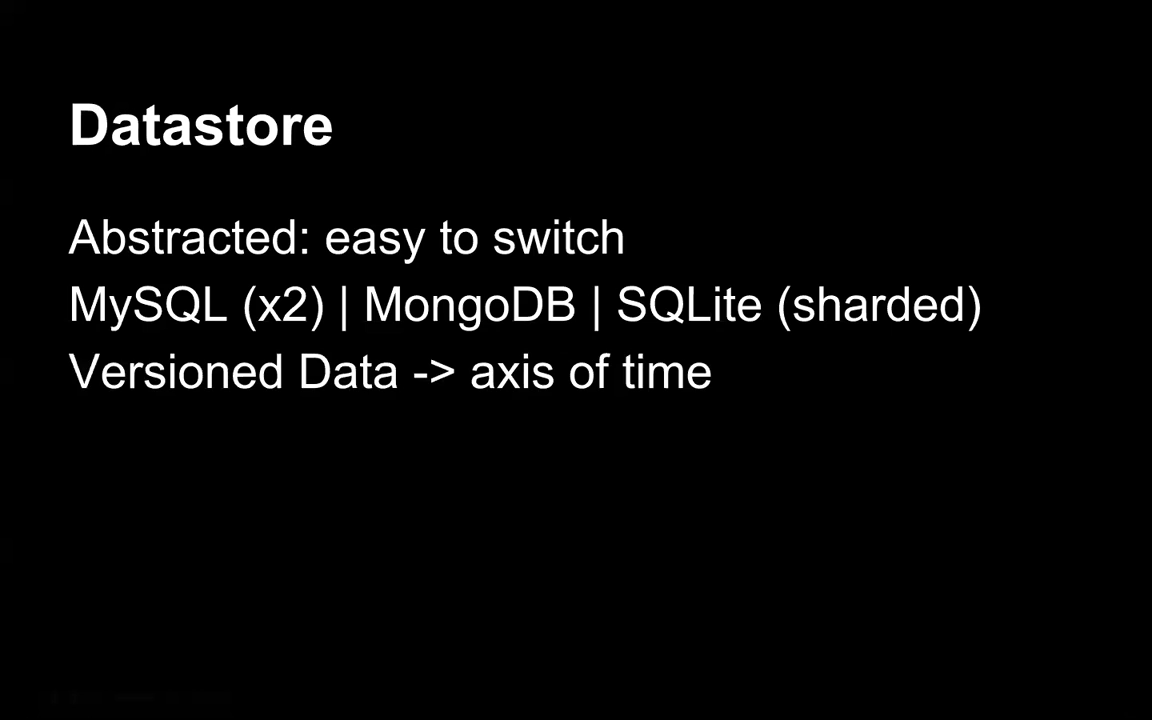 Datastore
Abstracted: easy to switch
MySQL (x2) | MongoDB | SQLite (sharded)
Versioned Data -> axis of time